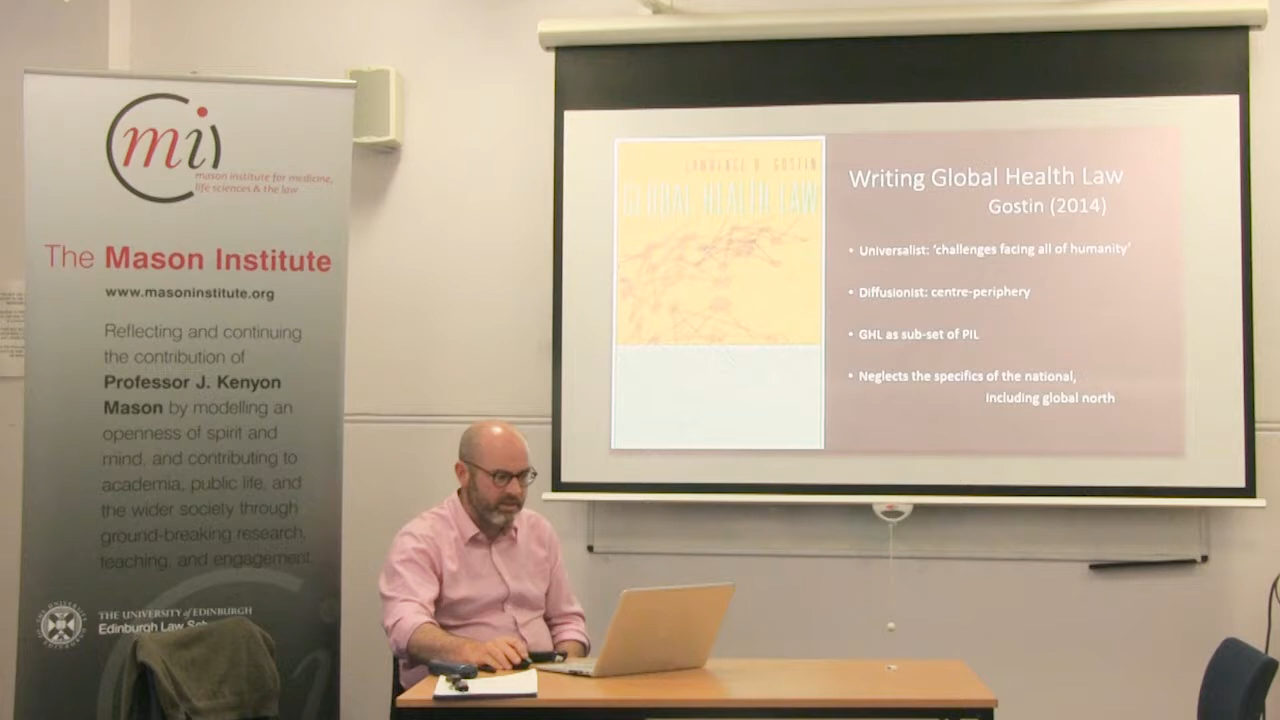 mi
mason institute for medicine,
life sciences & the law
The Mason Institute
www.masoninstitute.org
Reflecting and continuing
the contribution of
Professor J. Kenyon
Mason by modelling an
openness of spirit and
mind, and contributing to
academia, public life, and
the wider society through
ground-breaking research,
teaching, and engagement.
THE UNIVERSITY of EDINBURGH
Edinburgh Law
LAWRENCE O. GOSTIN
GLOBAL HEALTH LAW
Writing Global Health Law
Gostin (2014)
• Universalist: ‘challenges facing all of humanity’
• Diffusionist: centre-periphery
• GHL as sub-set of PIL
• Neglects the specifics of the national,
including global north